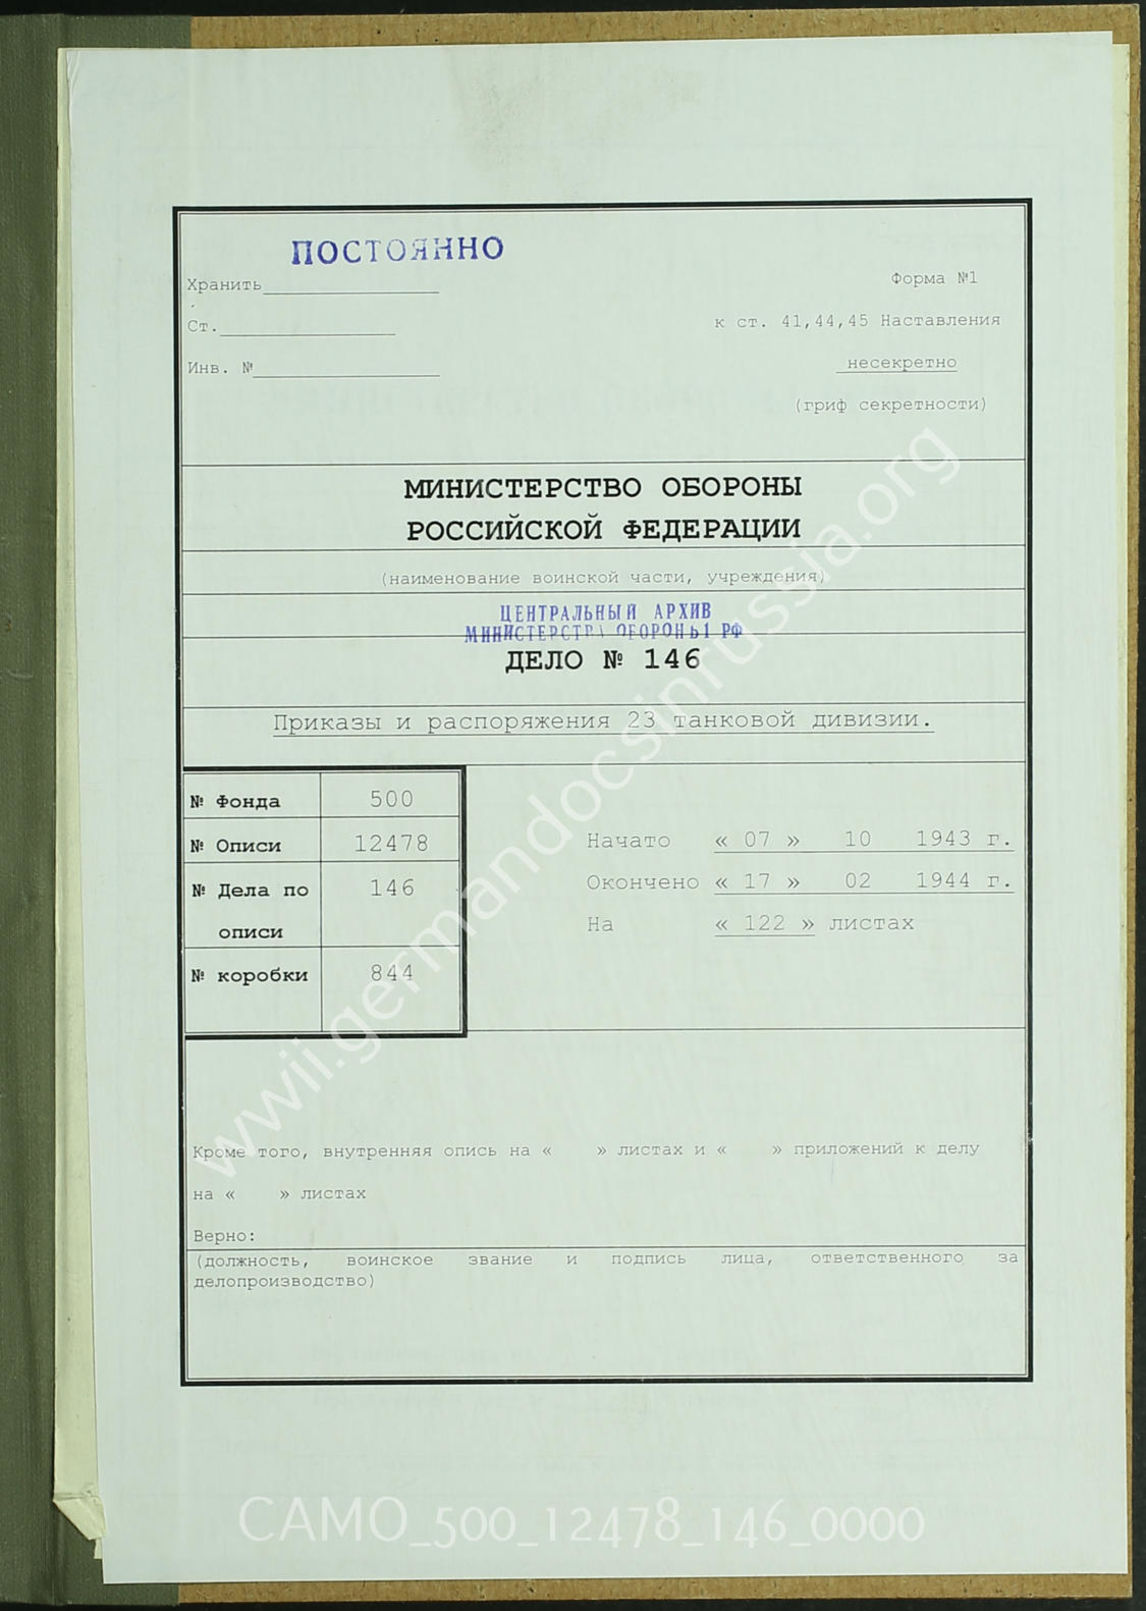 ПОСТОЯННО
Хранить
Форма №1
Ст.
к ст. 41,44,45 Наставления
Инв. №
несекретно
(гриф секретности)
МИНИСТЕРСТВО ОБОРОНЫ
РОССИЙСКОЙ ФЕДЕРАЦИИ
(наименование воинской части, учреждения)
ЦЕНТРАЛЬНЫЙ АРХИВ
МИНИСТЕРСТВА ОБОРОНЫ РФ
ДЕЛО № 146
Приказы и распоряжения 23 танковой дивизии.
№ Фонда 500
№ Описи 12478
№ Дела по 146
описи
№ коробки 844
Начато « 07 » 10 1943 г.
Окончено « 17 » 02 1944 г.
На « 122 » листах
Кроме того, внутренняя опись на « » листах и « » приложений к делу
на « » листах
Верно:
(должность, воинское звание и подпись лица, ответственного за
делопроизводство)
wwii.germandocsinrussia.org
CAMO_500_12478_146_0000